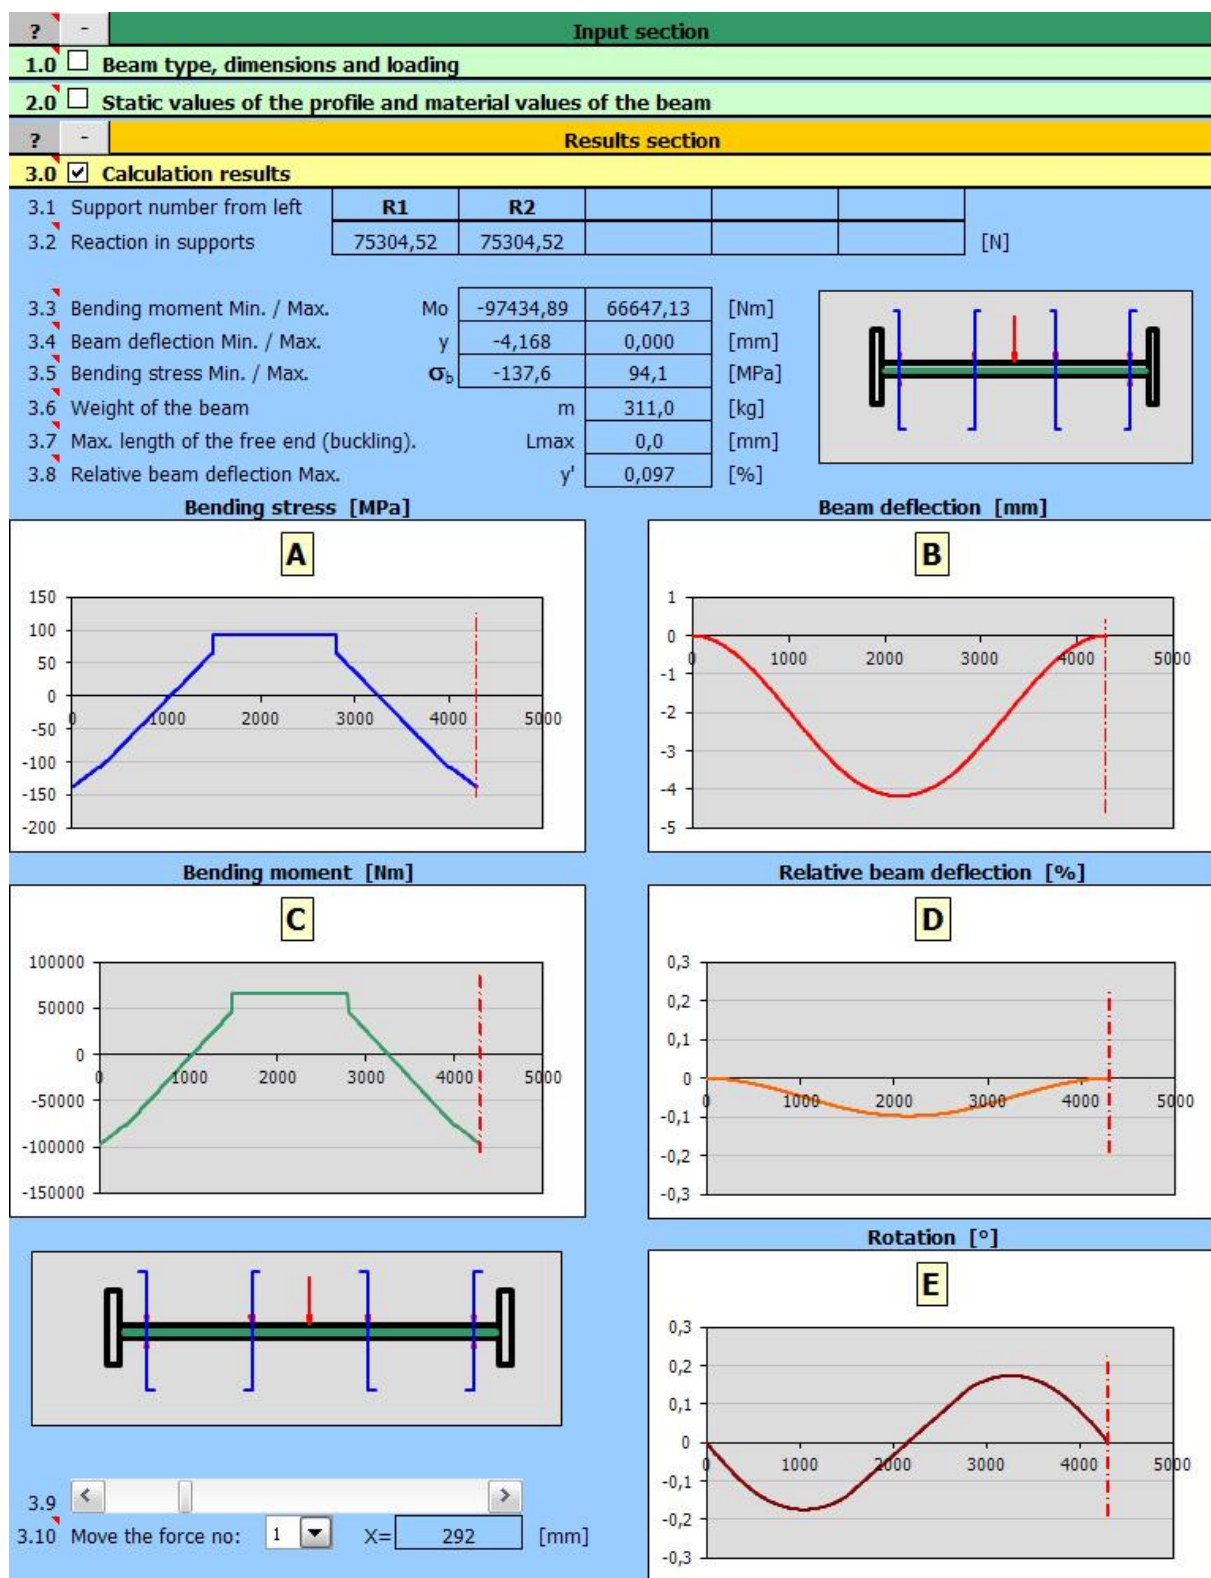 ? - Input section
1.0 Beam type, dimensions and loading
2.0 Static values of the profile and material values of the beam
? - Results section
3.0 Calculation results
3.1 Support number from left R1 R2
3.2 Reaction in supports 75304,52 75304,52 [N]
3.3 Bending moment Min. / Max. Mo -97434,89 66647,13 [Nm]
3.4 Beam deflection Min. / Max. y -4,168 0,000 [mm]
3.5 Bending stress Min. / Max. σb -137,6 94,1 [MPa]
3.6 Weight of the beam m 311,0 [kg]
3.7 Max. length of the free end (buckling). Lmax 0,0 [mm]
3.8 Relative beam deflection Max. y' 0,097 [%]
Bending stress [MPa]
A
150
100
50
0
-50
-100
-150
-200
0 1000 2000 3000 4000 5000
Beam deflection [mm]
B
1
0
-1
-2
-3
-4
-5
0 1000 2000 3000 4000 5000
Bending moment [Nm]
C
100000
50000
0
-50000
-100000
-150000
0 1000 2000 3000 4000 5000
Relative beam deflection [%]
D
0,3
0,2
0,1
0
-0,1
-0,2
-0,3
0 1000 2000 3000 4000 5000
Rotation [°]
E
0,3
0,2
0,1
0
-0,1
-0,2
-0,3
0 1000 2000 3000 4000 5000
3.9 < >
3.10 Move the force no: 1 X= 292 [mm]